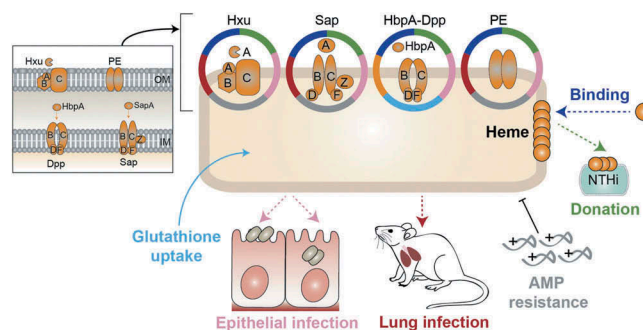 Hxu
Sap
HbpA-Dpp
PE
A
A
B
C
A
B
C
D
F
Z
HbpA
B
C
DF
Hxu
A
A
B
C
PE
OM
HbpA
SapA
B
C
DF
B
C
D
F
Z
IM
Dpp
Sap
Heme
Binding
NTHi
Donation
Glutathione
uptake
Epithelial infection
Lung infection
+
+
+
+
+
AMP
resistance